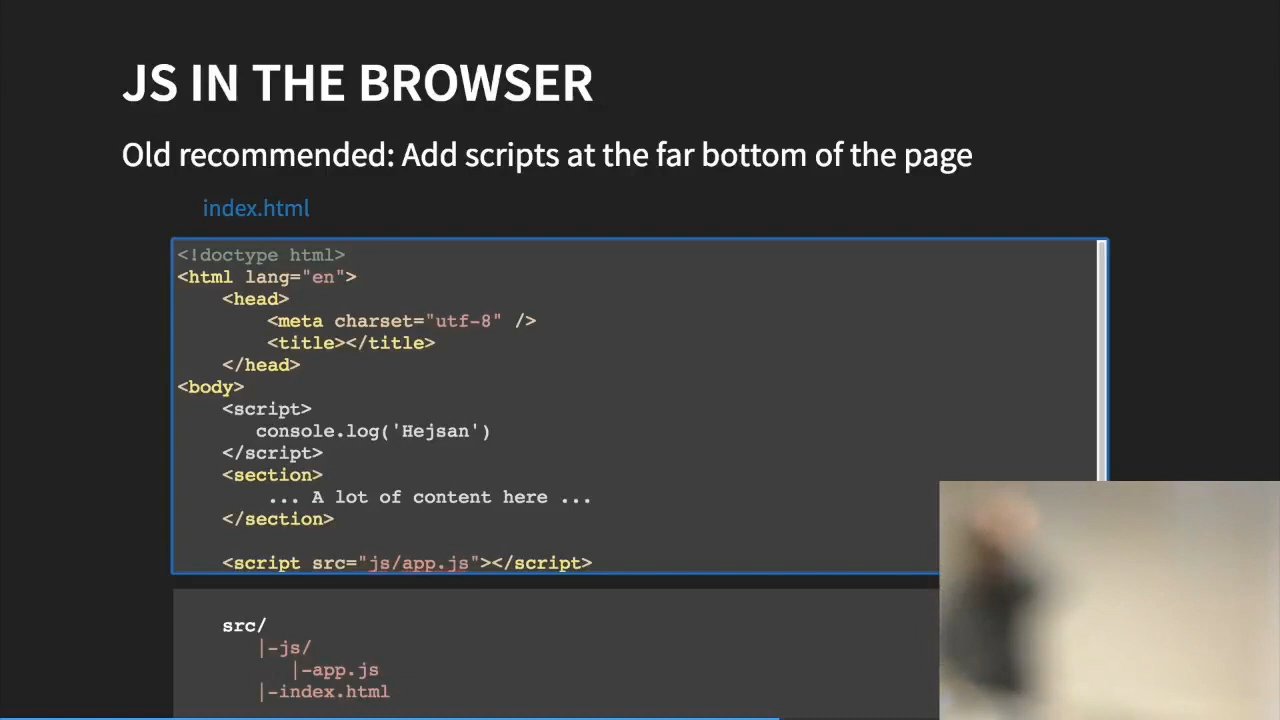 JS IN THE BROWSER
Old recommended: Add scripts at the far bottom of the page
index.html
<!doctype html>
<html lang="en">
    <head>
        <meta charset="utf-8" />
        <title></title>
    </head>
<body>
    <script>
       console.log('Hejsan')
    </script>
    <section>
        ... A lot of content here ...
    </section>
    <script src="js/app.js"></script>
src/
   |-js/
      |-app.js
   |-index.html